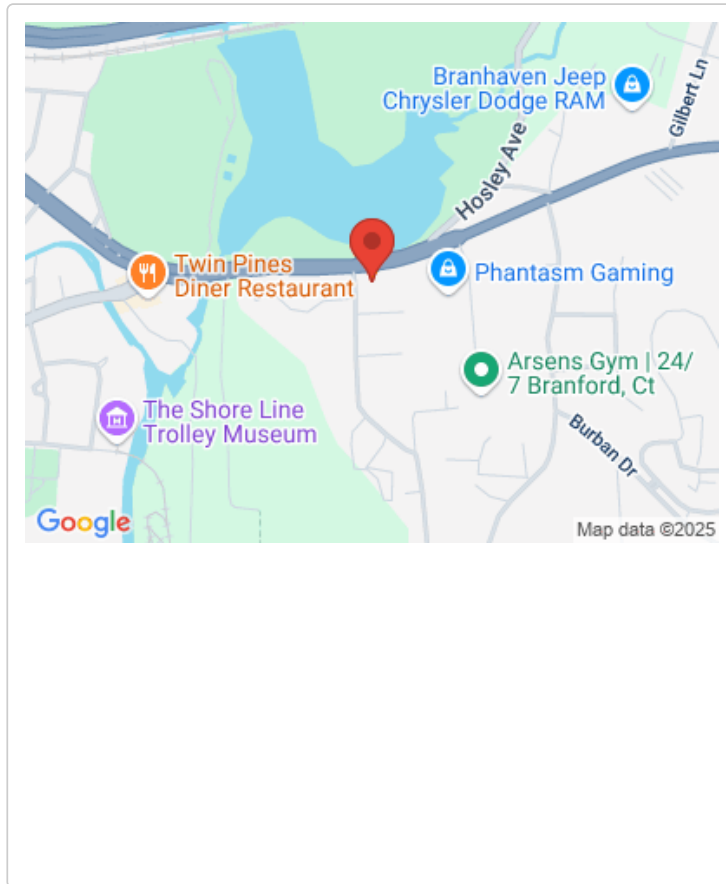 Branhaven Jeep
Chrysler Dodge RAM
Gilbert Ln
Hosley Ave
Twin Pines
Diner Restaurant
Phantasm Gaming
Arsens Gym | 24/
7 Branford, Ct
The Shore Line
Trolley Museum
Burban Dr
Google
Map data ©2025